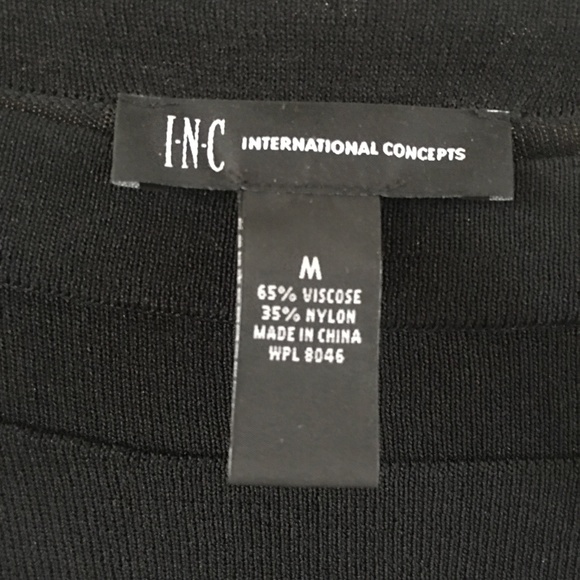 I·N·C INTERNATIONAL CONCEPTS
M
65% VISCOSE
35% NYLON
MADE IN CHINA
WPL 8046